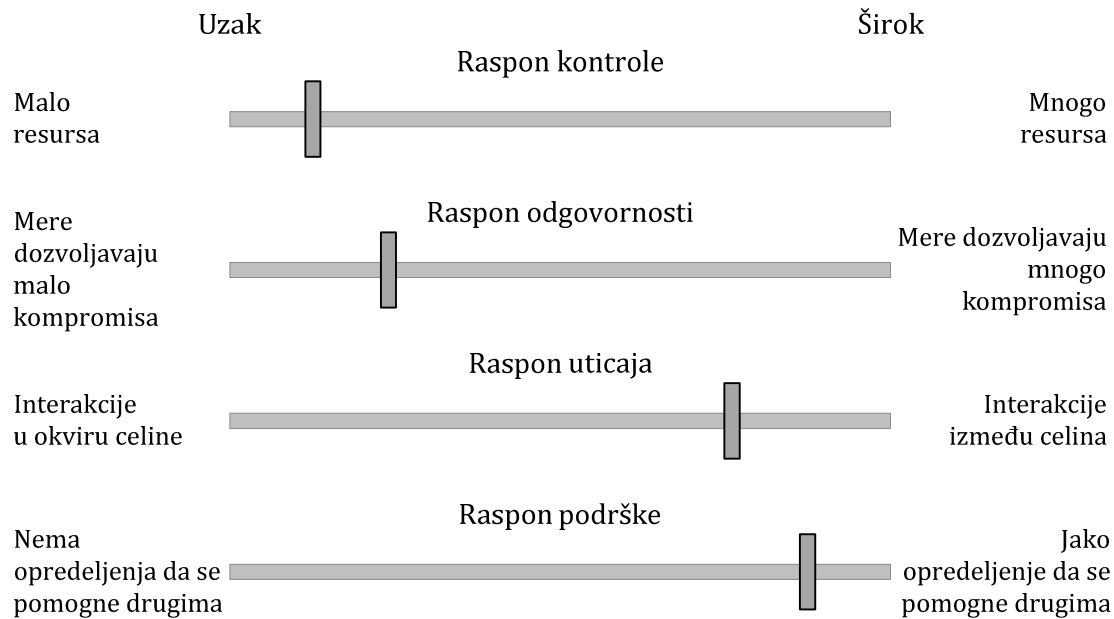 Uzak
Širok
Raspon kontrole
Malo
resursa
Mnogo
resursa
Raspon odgovornosti
Mere
dozvoljavaju
malo
kompromisa
Mere dozvoljavaju
mnogo
kompromisa
Raspon uticaja
Interakcije
u okviru celine
Interakcije
između celina
Raspon podrške
Nema
opredeljenja da se
pomogne drugima
Jako
opredeljenje da se
pomogne drugima